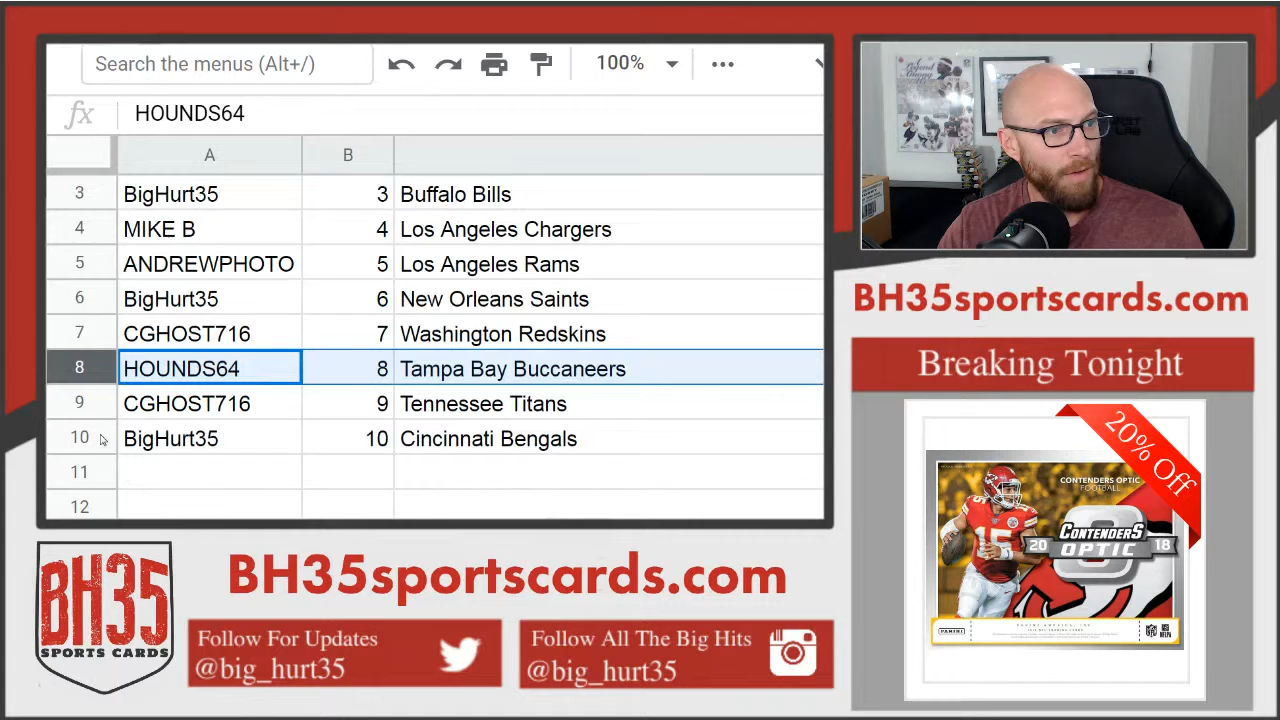 Search the menus (Alt+/)
100%
fx HOUNDS64
A B
3 BigHurt35 3 Buffalo Bills
4 MIKE B 4 Los Angeles Chargers
5 ANDREWPHOTO 5 Los Angeles Rams
6 BigHurt35 6 New Orleans Saints
7 CGHOST716 7 Washington Redskins
8 HOUNDS64 8 Tampa Bay Buccaneers
9 CGHOST716 9 Tennessee Titans
10 BigHurt35 10 Cincinnati Bengals
11
12
BH35
SPORTS CARDS
BH35sportscards.com
Follow For Updates
@big_hurt35
Follow All The Big Hits
@big_hurt35
BH35sportscards.com
Breaking Tonight
20% Off
CONTENDERS OPTIC
FOOTBALL
15
20 CONTENDERS 18
OPTIC
PANINI
NFL